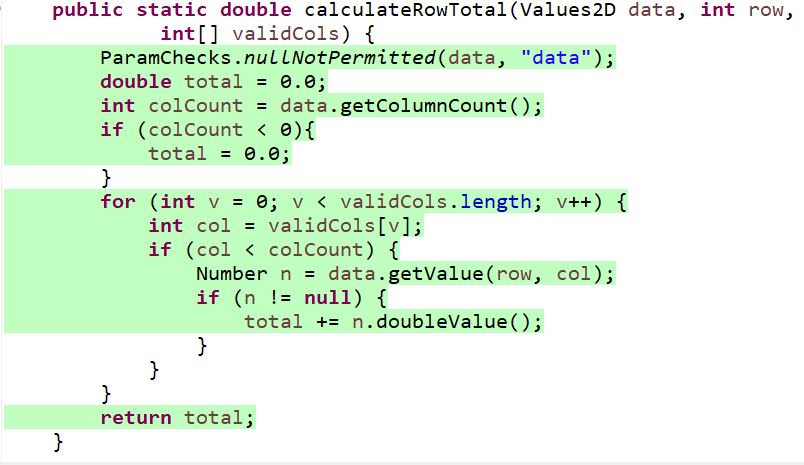 public static double calculateRowTotal(Values2D data, int row,
int[] validCols) {
ParamChecks.nullNotPermitted(data, "data");
double total = 0.0;
int colCount = data.getColumnCount();
if (colCount < 0){
total = 0.0;
}
for (int v = 0; v < validCols.length; v++) {
int col = validCols[v];
if (col < colCount) {
Number n = data.getValue(row, col);
if (n != null) {
total += n.doubleValue();
}
}
}
return total;
}